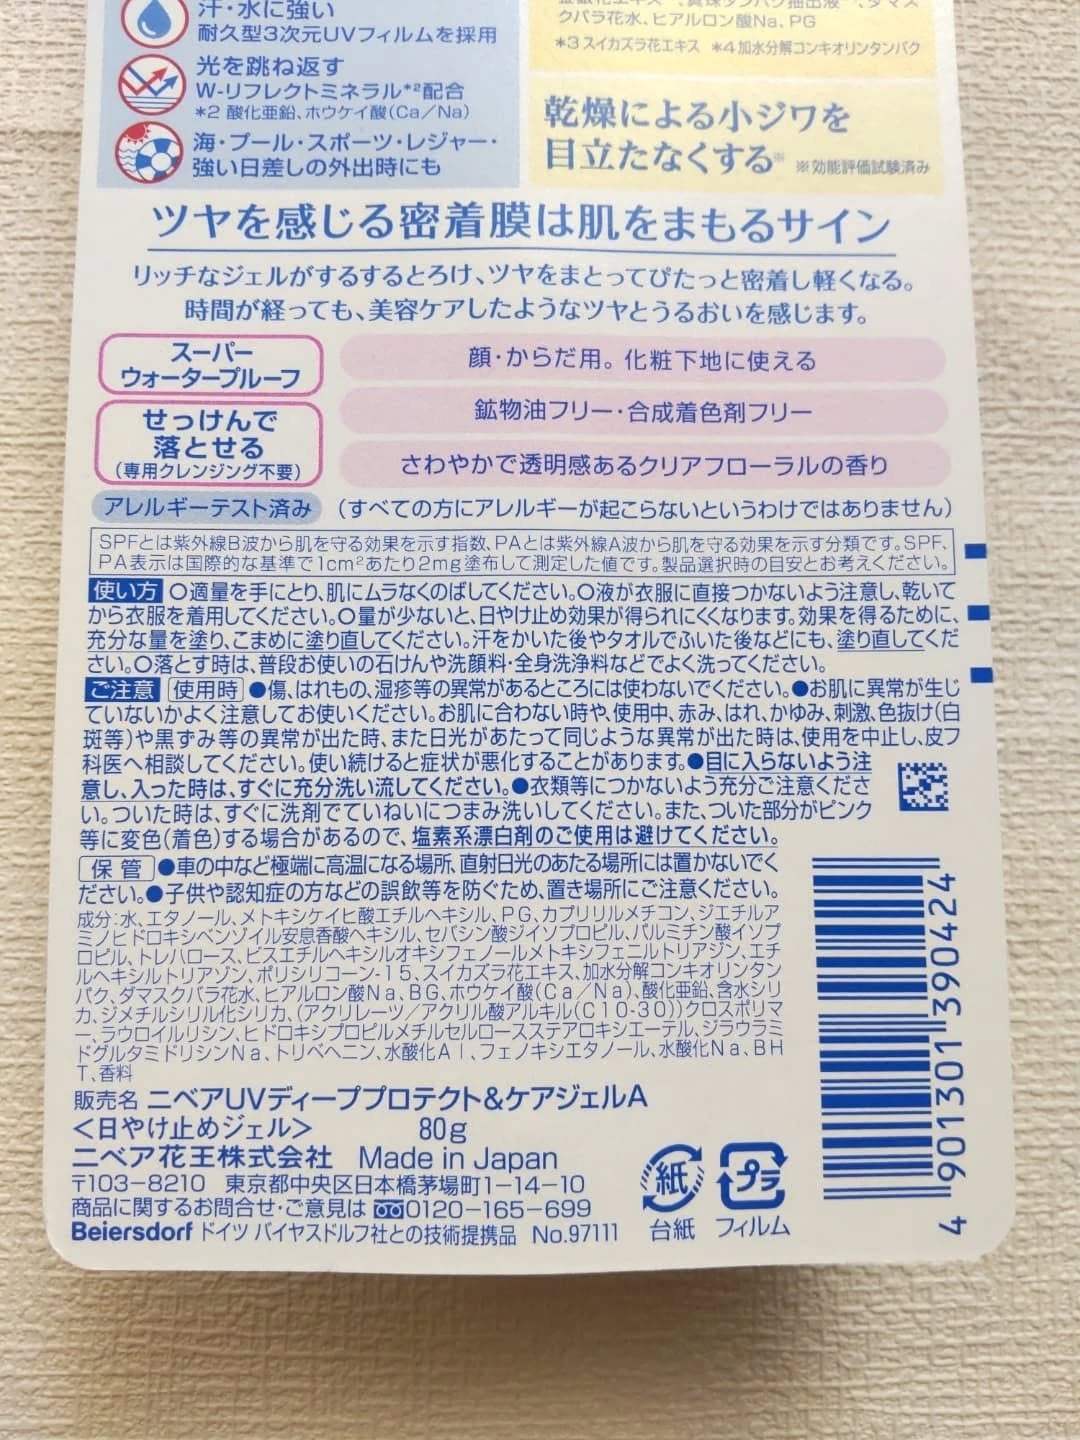 汗・水に強い
耐久型3次元UVフィルムを採用
光を跳ね返す
W-リフレクトミネラル*²配合
*2 酸化亜鉛、ホウケイ酸(Ca/Na)
海・プール・スポーツ・レジャー・
強い日差しの外出時にも
クバラ花水、ヒアルロン酸Na、PG
*3スイカズラ花エキス *4加水分解コンキオリンタンパク
乾燥による小ジワを
目立たなくする※ ※効能評価試験済み
ツヤを感じる密着膜は肌をまもるサイン
リッチなジェルがするするとろけ、ツヤをまとってぴたっと密着し軽くなる。
時間が経っても、美容ケアしたようなツヤとうるおいを感じます。
スーパー
ウォータープルーフ
顔・からだ用。化粧下地に使える
せっけんで
落とせる
(専用クレンジング不要)
鉱物油フリー・合成着色剤フリー
さわやかで透明感あるクリアフローラルの香り
アレルギーテスト済み (すべての方にアレルギーが起こらないというわけではありません)
SPFとは紫外線B波から肌を守る効果を示す指数、PAとは紫外線A波から肌を守る効果を示す分類です。SPF、
PA表示は国際的な基準で1cm²あたり2mg塗布して測定した値です。製品選択時の目安とお考えください。
使い方 ○適量を手にとり、肌にムラなくのばしてください。○液が衣服に直接つかないよう注意し、乾いて
から衣服を着用してください。○量が少ないと、日やけ止め効果が得られにくくなります。効果を得るために、
充分な量を塗り、こまめに塗り直してください。汗をかいた後やタオルでふいた後などにも、塗り直してくだ
さい。○落とす時は、普段お使いの石けんや洗顔料・全身洗浄料などでよく洗ってください。
ご注意 使用時 ●傷、はれもの、湿疹等の異常があるところには使わないでください。●お肌に異常が生じ
ていないかよく注意してお使いください。お肌に合わない時や、使用中、赤み、はれ、かゆみ、刺激、色抜け(白
斑等)や黒ずみ等の異常が出た時、また日光があたって同じような異常が出た時は、使用を中止し、皮フ
科医へ相談してください。使い続けると症状が悪化することがあります。●目に入らないよう注
意し、入った時は、すぐに充分洗い流してください。●衣類等につかないよう充分ご注意くださ
い。ついた時は、すぐに洗剤でていねいにつまみ洗いしてください。また、ついた部分がピンク
等に変色(着色)する場合があるので、塩素系漂白剤のご使用は避けてください。
保管 ●車の中など極端に高温になる場所、直射日光のあたる場所には置かないでく
ださい。●子供や認知症の方などの誤飲等を防ぐため、置き場所にご注意ください。
成分:水、エタノール、メトキシケイヒ酸エチルヘキシル、PG、カプリリルメチコン、ジエチルア
ミノヒドロキシベンゾイル安息香酸ヘキシル、セバシン酸ジイソプロピル、パルミチン酸イソプ
ロピル、トレハロース、ビスエチルヘキシルオキシフェノールメトキシフェニルトリアジン、エチ
ルヘキシルトリアゾン、ポリシリコーン-15、スイカズラ花エキス、加水分解コンキオリンタン
パク、ダマスクバラ花水、ヒアルロン酸Na、BG、ホウケイ酸(Ca/Na)、酸化亜鉛、含水シリ
カ、ジメチルシリル化シリカ、(アクリレーツ/アクリル酸アルキル(C10-30))クロスポリマ
ー、ラウロイルリシン、ヒドロキシプロピルメチルセルロースステアロキシエーテル、ジラウラミ
ドグルタミドリシンNa、トリベヘニン、水酸化Al、フェノキシエタノール、水酸化Na、BH
T、香料
販売名 ニベアUVディーププロテクト&ケアジェルA
<日やけ止めジェル> 80g
ニベア花王株式会社 Made in Japan
〒103-8210 東京都中央区日本橋茅場町1-14-10
商品に関するお問合せ・ご意見は 0120-165-699
Beiersdorf ドイツ バイヤスドルフ社との技術提携品 No.97111
紙
台紙
プラ
フィルム
4 901301 390424